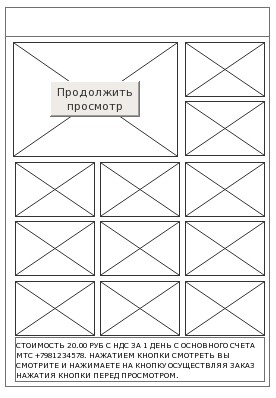 Продолжить
просмотр
СТОИМОСТЬ 20.00 РУБ С НДС ЗА 1 ДЕНЬ С ОСНОВНОГО СЧЕТА
МТС +7981234578. НАЖАТИЕМ КНОПКИ СМОТРЕТЬ ВЫ
СМОТРИТЕ И НАЖИМАЕТЕ НА КНОПКУ ОСУЩЕСТВЛЯЯ ЗАКАЗ
НАЖАТИЯ КНОПКИ ПЕРЕД ПРОСМОТРОМ.